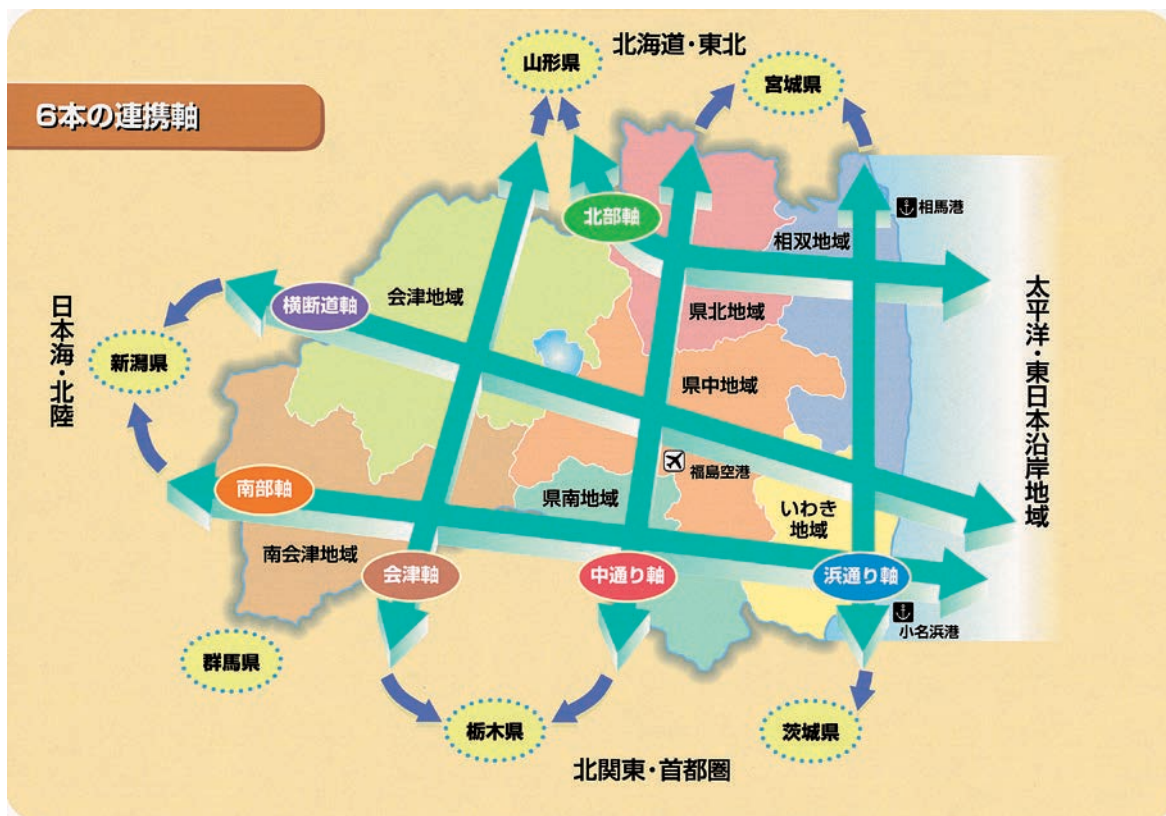 6本の連携軸
北海道・東北
山形県
宮城県
相馬港
北部軸
相双地域
会津地域
横断道軸
県北地域
日本海・北陸
新潟県
太平洋・東日本沿岸地域
県中地域
福島空港
南部軸
県南地域
いわき
地域
南会津地域
会津軸
中通り軸
浜通り軸
小名浜港
群馬県
栃木県
茨城県
北関東・首都圏